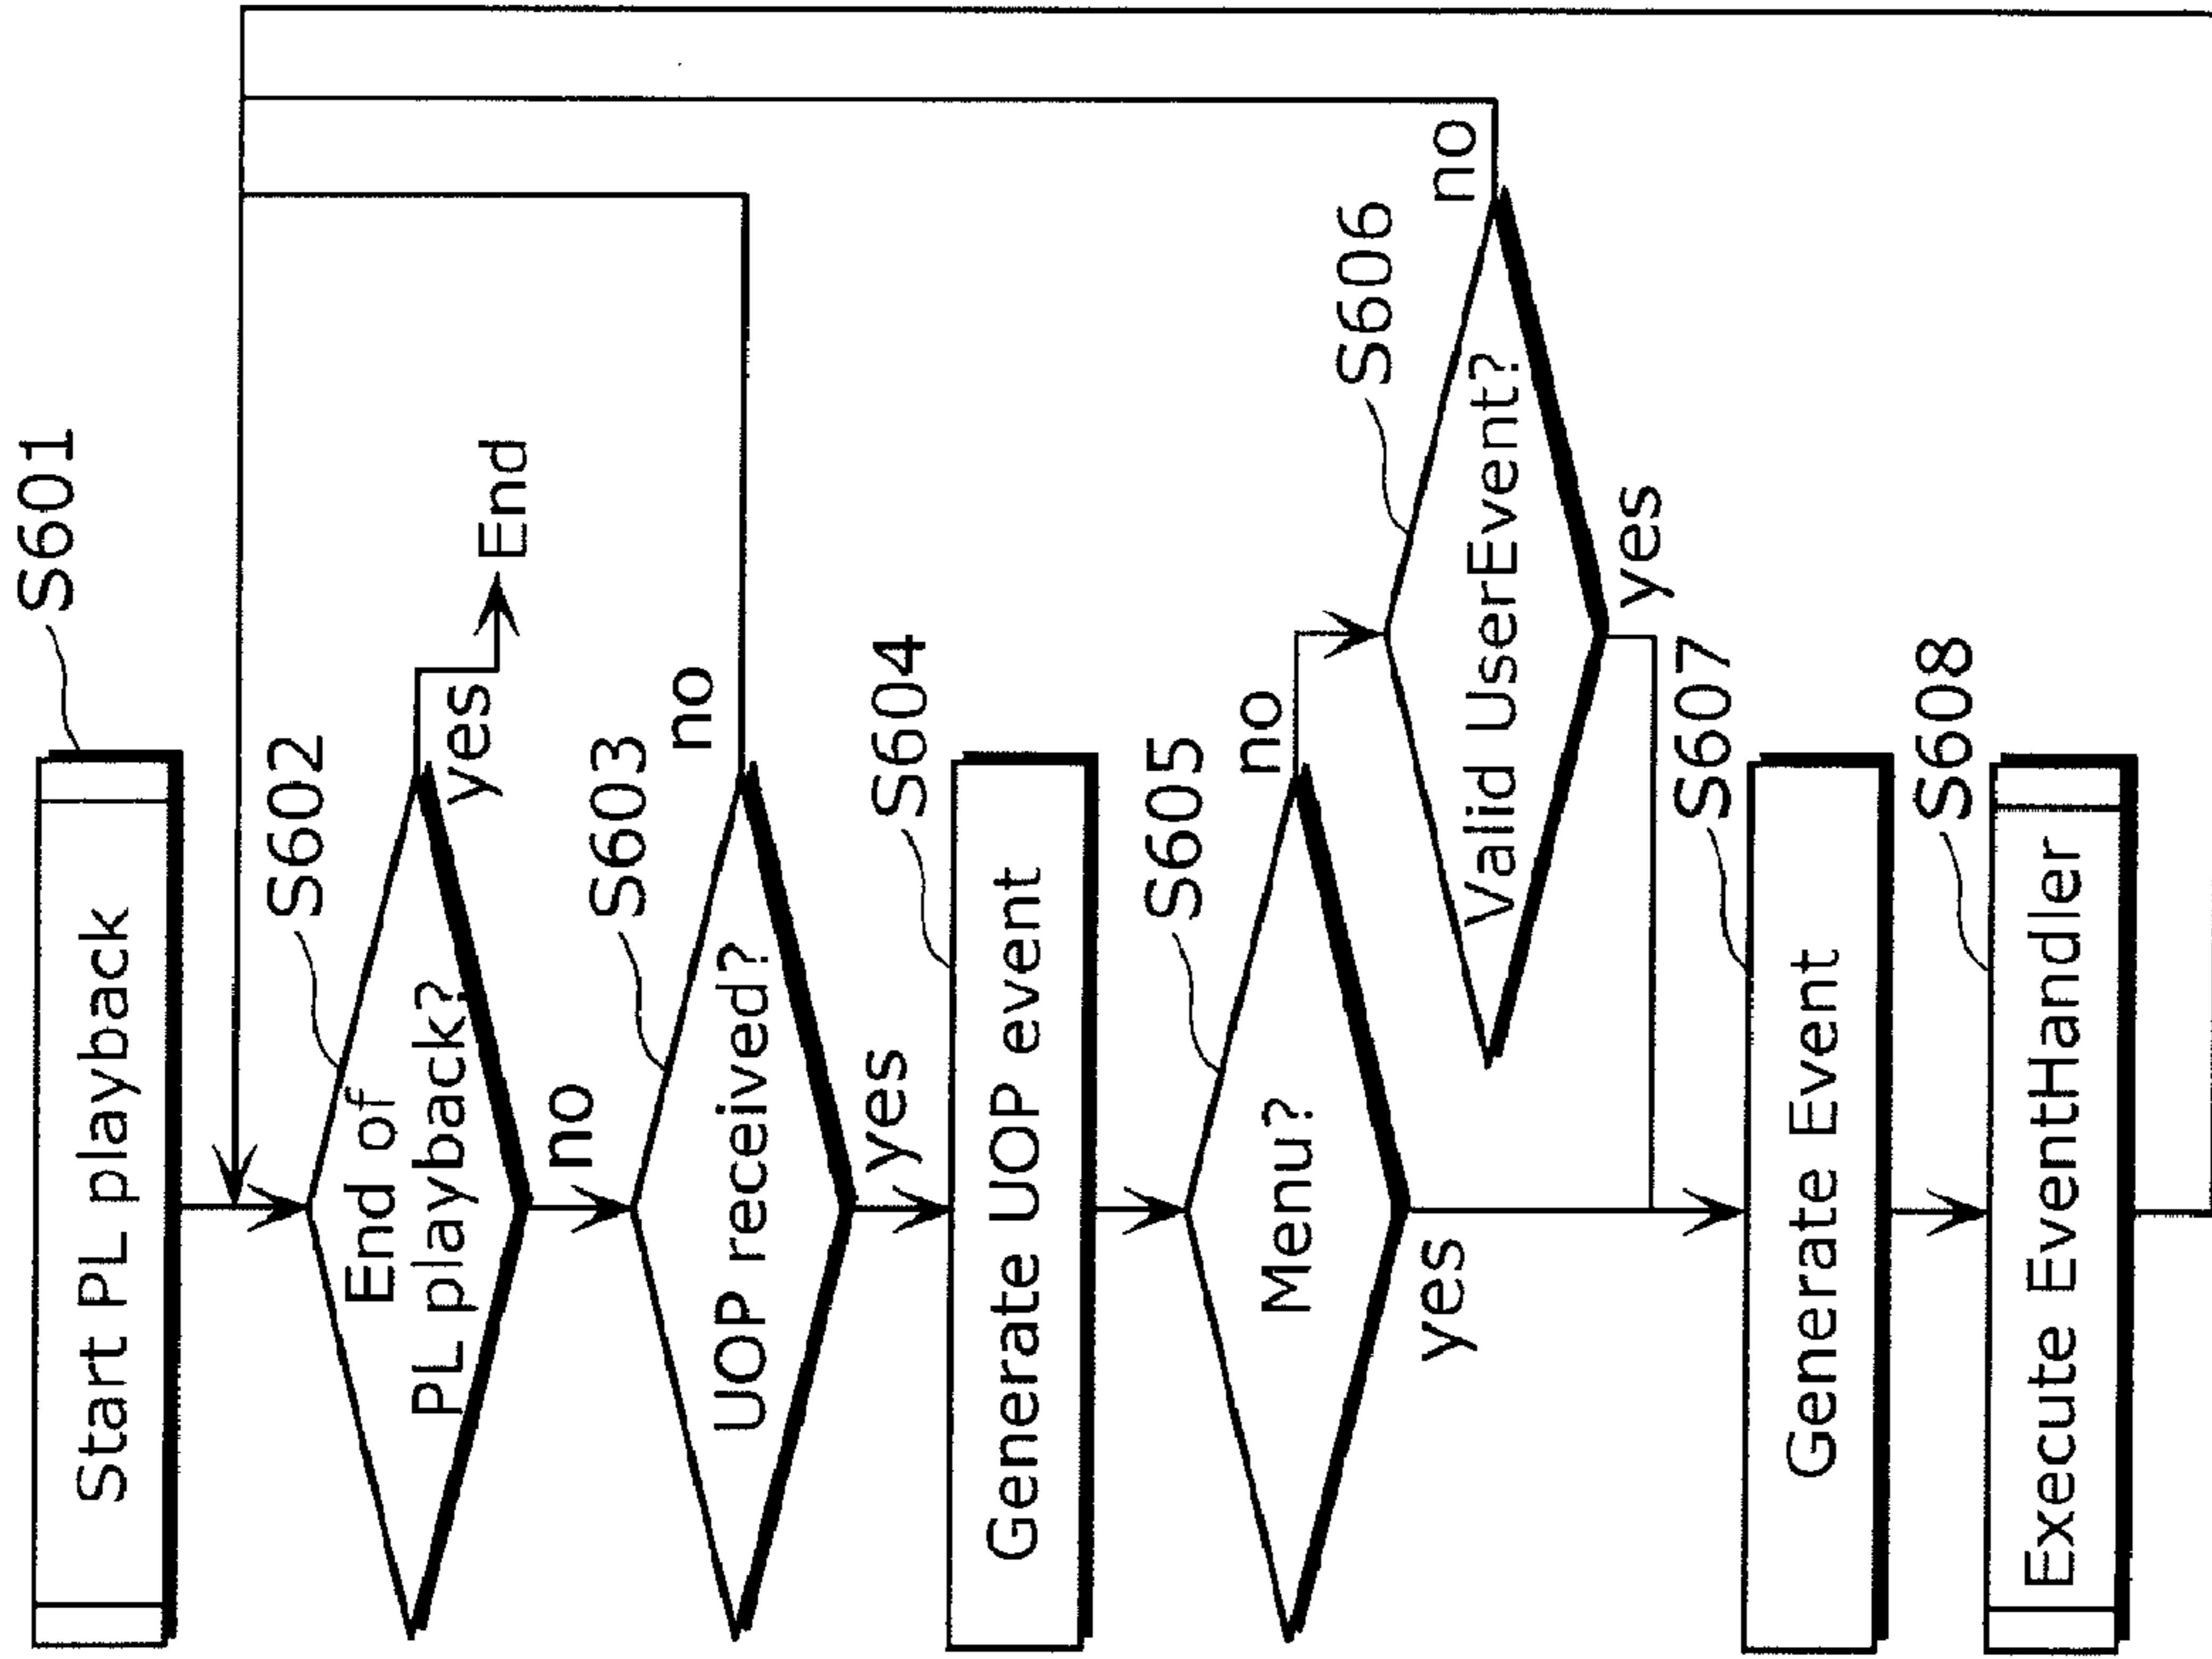 S601
Start PL playback
S602
End of
PL playback?
yes
End
no
S603
UOP received?
no
yes
S604
Generate UOP event
S605
Menu?
no
yes
S606
Valid UserEvent?
no
yes
S607
Generate Event
S608
Execute EventHandler